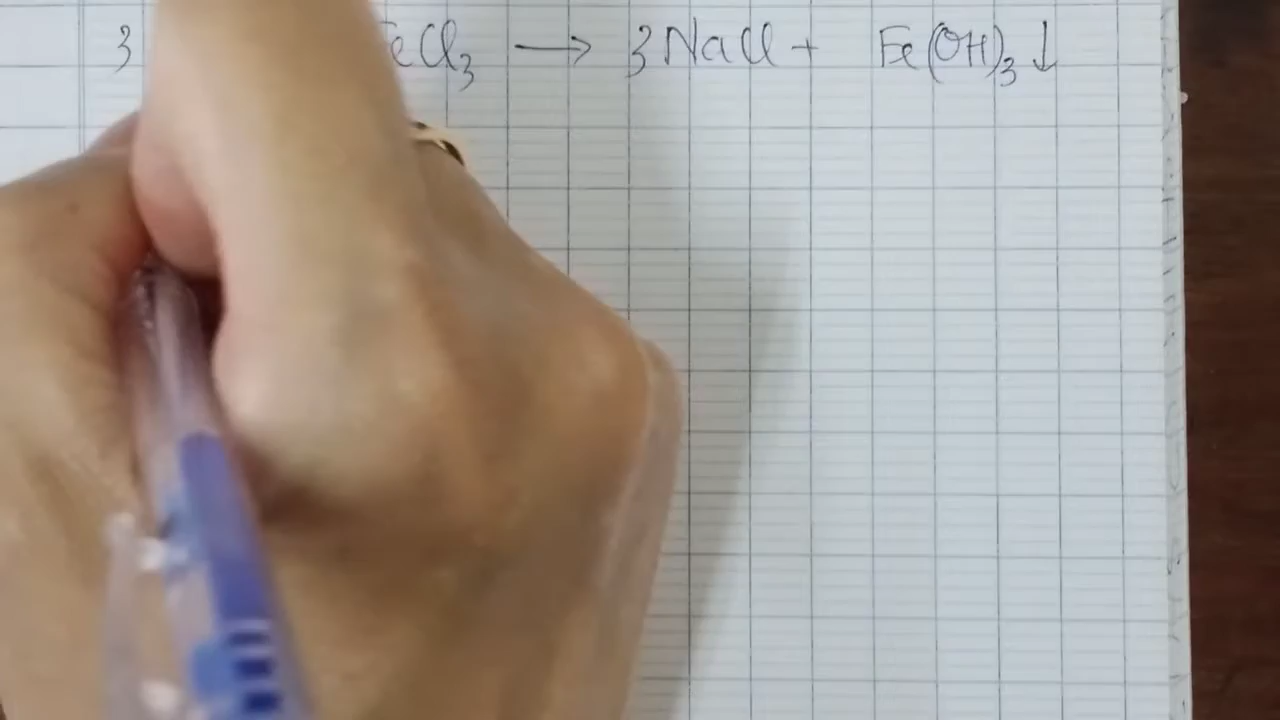 3 eCl₃ → 3NaCl + Fe(OH)₃ ↓